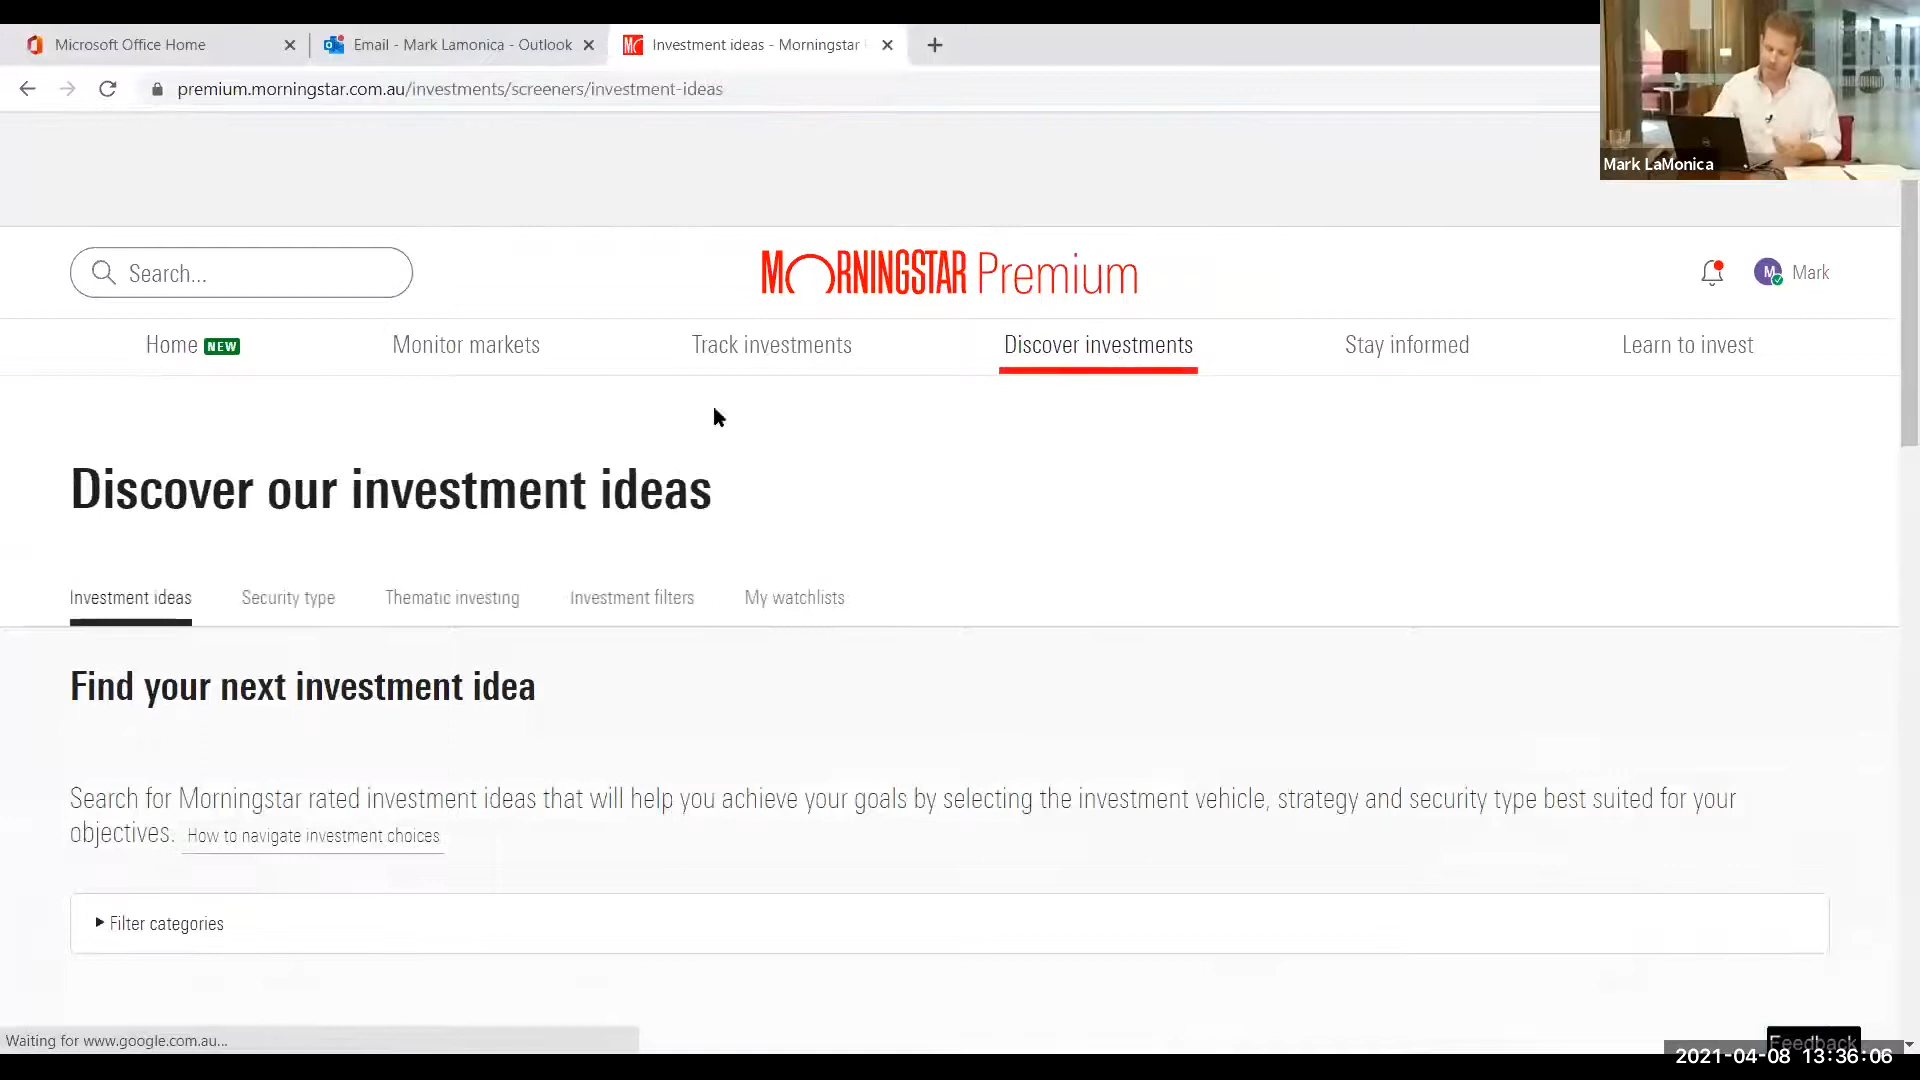 Microsoft Office Home
Email - Mark Lamonica - Outlook
Investment ideas - Morningstar
premium.morningstar.com.au/investments/screeners/investment-ideas
Mark LaMonica
Search...
MORNINGSTAR Premium
M
Mark
Home NEW
Monitor markets
Track investments
Discover investments
Stay informed
Learn to invest
Discover our investment ideas
Investment ideas
Security type
Thematic investing
Investment filters
My watchlists
Find your next investment idea
Search for Morningstar rated investment ideas that will help you achieve your goals by selecting the investment vehicle, strategy and security type best suited for your
objectives. How to navigate investment choices
Filter categories
Waiting for www.google.com.au...
Feedback
2021-04-08 13:36:06